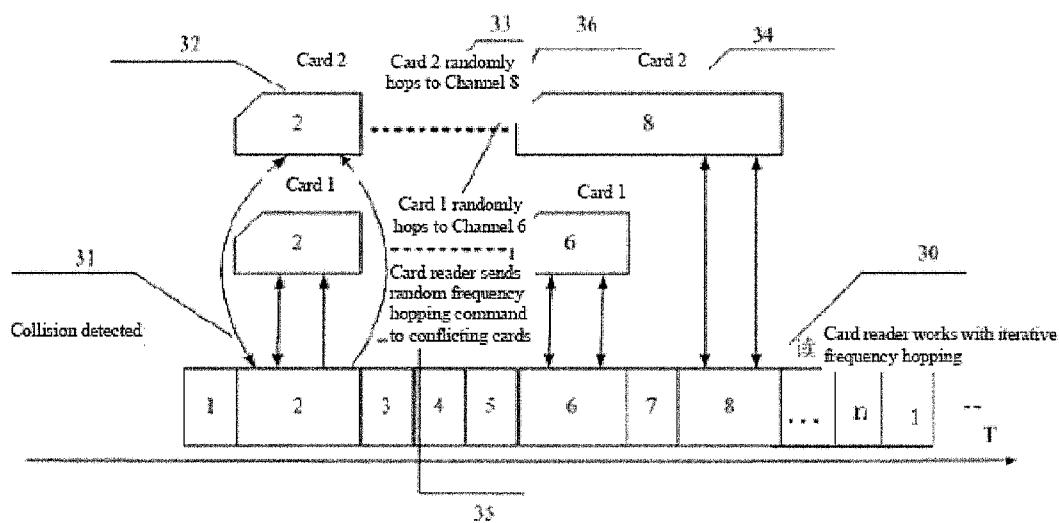 32
33
36
34
Card 2
Card 2 randomly
hops to Channel 8
Card 2
2
8
Card 1
Card 1 randomly
hops to Channel 6
Card 1
2
6
31
30
Collision detected
Card reader sends
random frequency
hopping command
to conflicting cards
Card reader works with iterative
frequency hopping
1
2
3
4
5
6
7
8
...
n
1
T
35